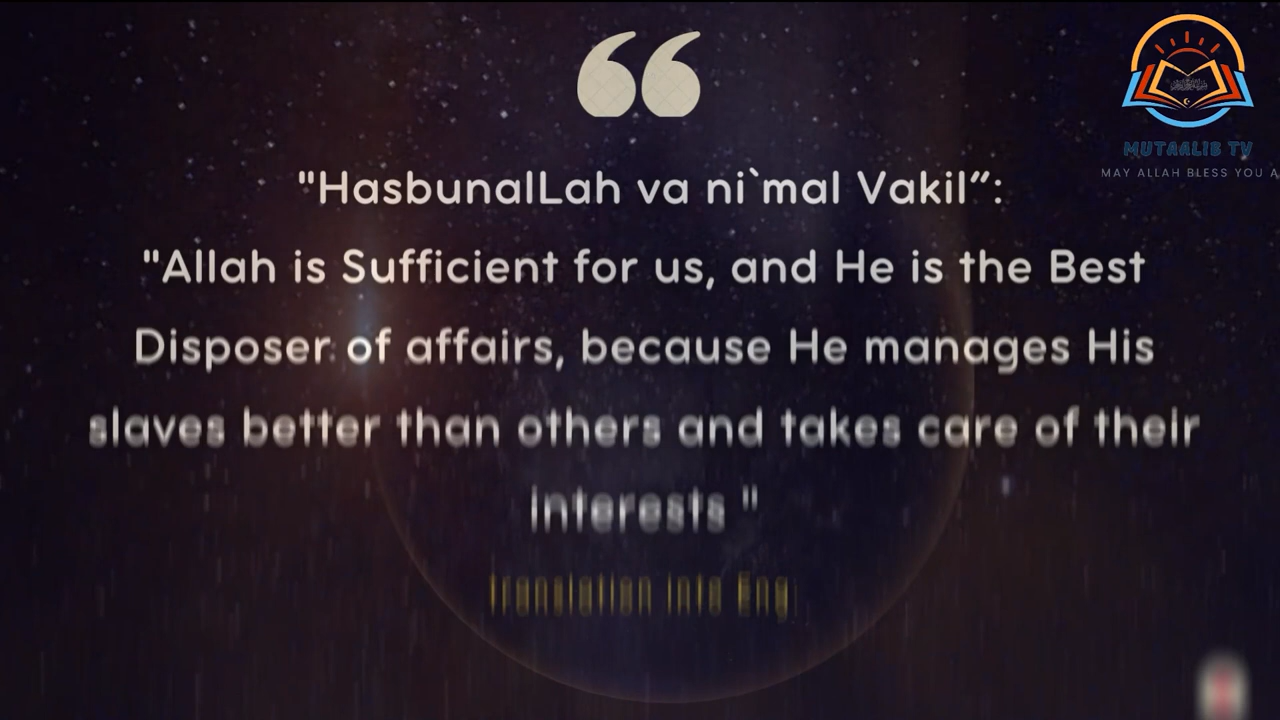 MUTAALIB TV
MAY ALLAH BLESS YOU A
"HasbunalLah va ni`mal Vakil”:
"Allah is Sufficient for us, and He is the Best
Disposer of affairs, because He manages His
slaves better than others and takes care of their
interests "
translation into Eng